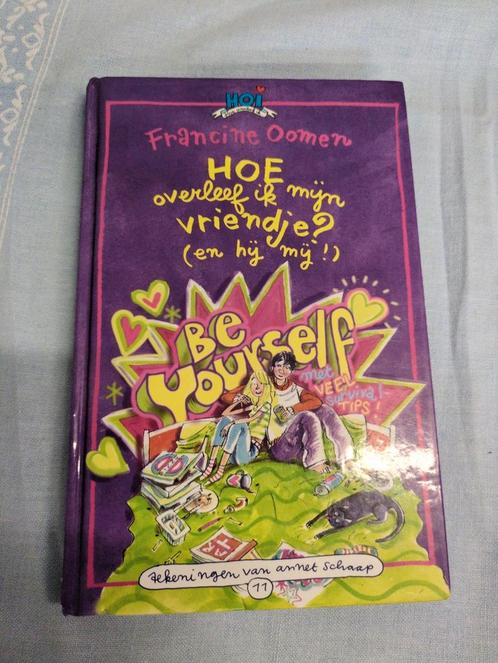 HOi
Francine Oomen
HOE
overleef ik mijn
vriendje?
(en hij mij!)
Be
Yourself
met
VEEL
survival-
TIPS!
tekeningen van annet schaap
11